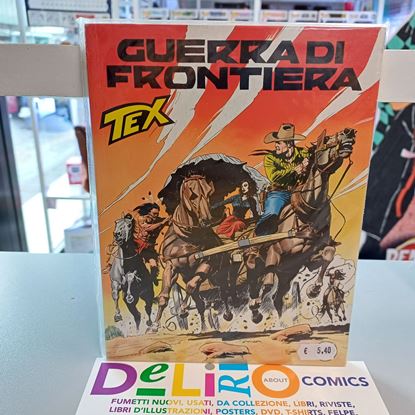 GUERRA DI
FRONTIERA
TEX
€ 5,40
DeLiRi ABOUT COMICS
FUMETTI NUOVI, USATI, DA COLLEZIONE, LIBRI, RIVISTE,
LIBRI D'ILLUSTRAZIONI, POSTERS, DVD, T-SHIRTS, FELPE,